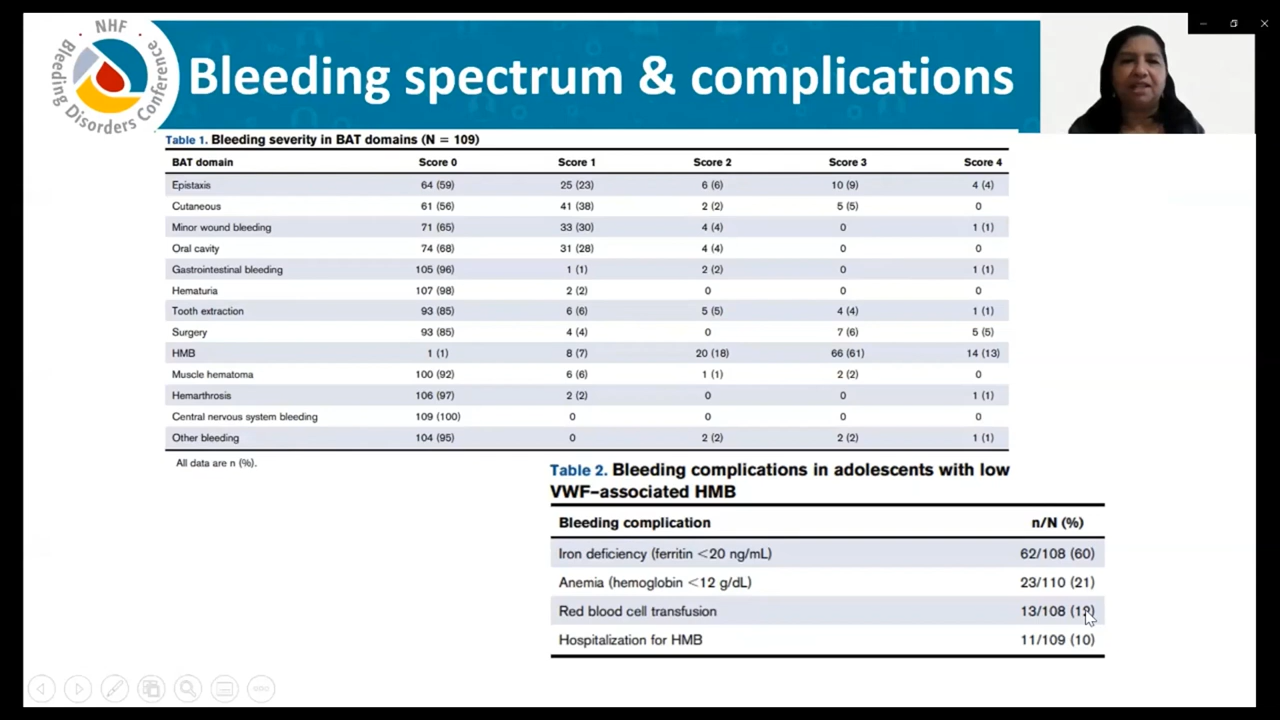 NHF
Bleeding Disorders Conference
Bleeding spectrum & complications
Table 1. Bleeding severity in BAT domains (N = 109)
BAT domain Score 0 Score 1 Score 2 Score 3 Score 4
Epistaxis 64 (59) 25 (23) 6 (6) 10 (9) 4 (4)
Cutaneous 61 (56) 41 (38) 2 (2) 5 (5) 0
Minor wound bleeding 71 (65) 33 (30) 4 (4) 0 1 (1)
Oral cavity 74 (68) 31 (28) 4 (4) 0 0
Gastrointestinal bleeding 105 (96) 1 (1) 2 (2) 0 1 (1)
Hematuria 107 (98) 2 (2) 0 0 0
Tooth extraction 93 (85) 6 (6) 5 (5) 4 (4) 1 (1)
Surgery 93 (85) 4 (4) 0 7 (6) 5 (5)
HMB 1 (1) 8 (7) 20 (18) 66 (61) 14 (13)
Muscle hematoma 100 (92) 6 (6) 1 (1) 2 (2) 0
Hemarthrosis 106 (97) 2 (2) 0 0 1 (1)
Central nervous system bleeding 109 (100) 0 0 0 0
Other bleeding 104 (95) 0 2 (2) 2 (2) 1 (1)
All data are n (%).
Table 2. Bleeding complications in adolescents with low
VWF–associated HMB
Bleeding complication n/N (%)
Iron deficiency (ferritin <20 ng/mL) 62/108 (60)
Anemia (hemoglobin <12 g/dL) 23/110 (21)
Red blood cell transfusion 13/108
Hospitalization for HMB 11/109 (10)